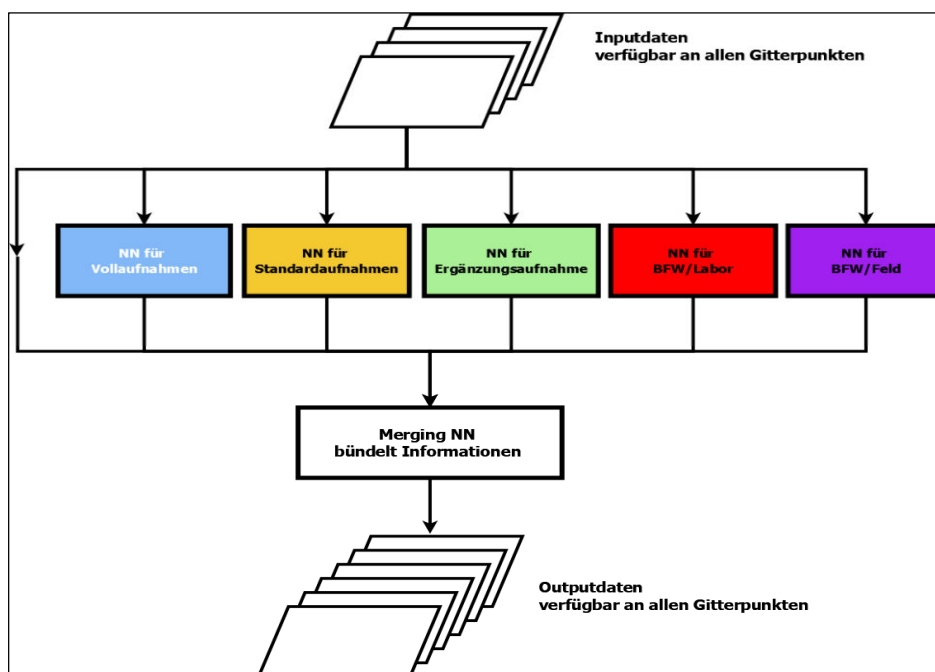 Inputdaten
verfügbar an allen Gitterpunkten
NN für
Vollaufnahmen
NN für
Standardaufnahmen
NN für
Ergänzungsaufnahme
NN für
BFW/Labor
NN für
BFW/Feld
Merging NN
bündelt Informationen
Outputdaten
verfügbar an allen Gitterpunkten